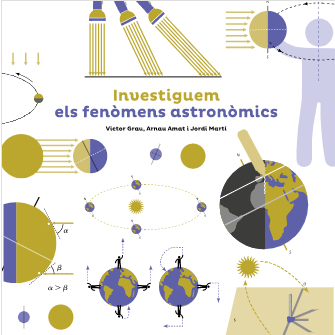 Investiguem
els fenòmens astronòmics
Víctor Grau, Arnau Amat i Jordi Martí
α
β
α > β